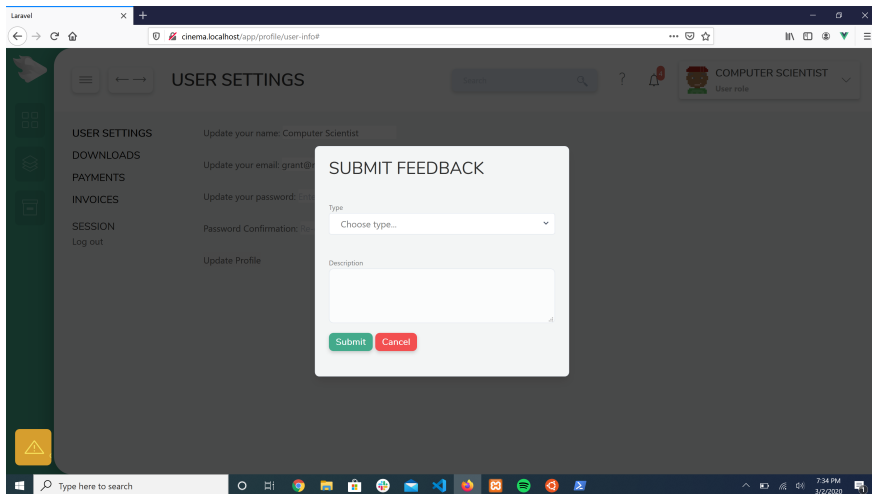 Laravel
cinema.localhost/app/profile/user-info#
USER SETTINGS
Search
?
4
COMPUTER SCIENTIST
User role
USER SETTINGS
DOWNLOADS
PAYMENTS
INVOICES
SESSION
Log out
Update your name: Computer Scientist
Update your email: grant@
Update your password:
Password Confirmation:
Update Profile
SUBMIT FEEDBACK
Type
Choose type...
Description
Submit
Cancel
Type here to search
7:34 PM
3/2/2020